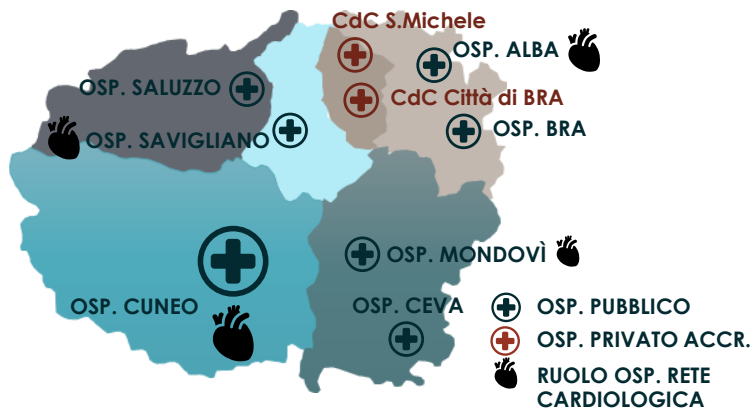 CdC S.Michele
OSP. ALBA
OSP. SALUZZO
CdC Città di BRA
OSP. SAVIGLIANO
OSP. BRA
OSP. MONDOVÌ
OSP. CUNEO
OSP. CEVA
OSP. PUBBLICO
OSP. PRIVATO ACCR.
RUOLO OSP. RETE
CARDIOLOGICA